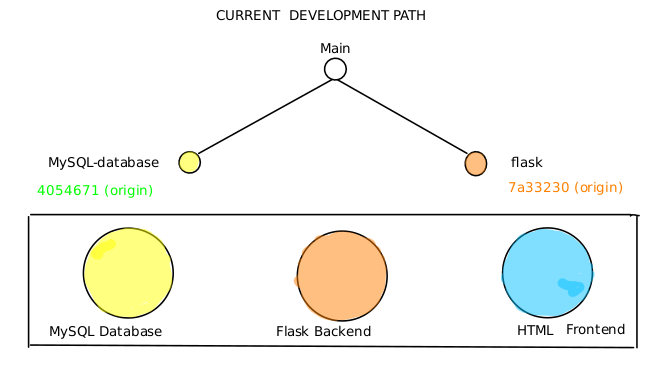 CURRENT DEVELOPMENT PATH
Main
MySQL-database
flask
4054671 (origin)
7a33230 (origin)
MySQL Database
Flask Backend
HTML Frontend